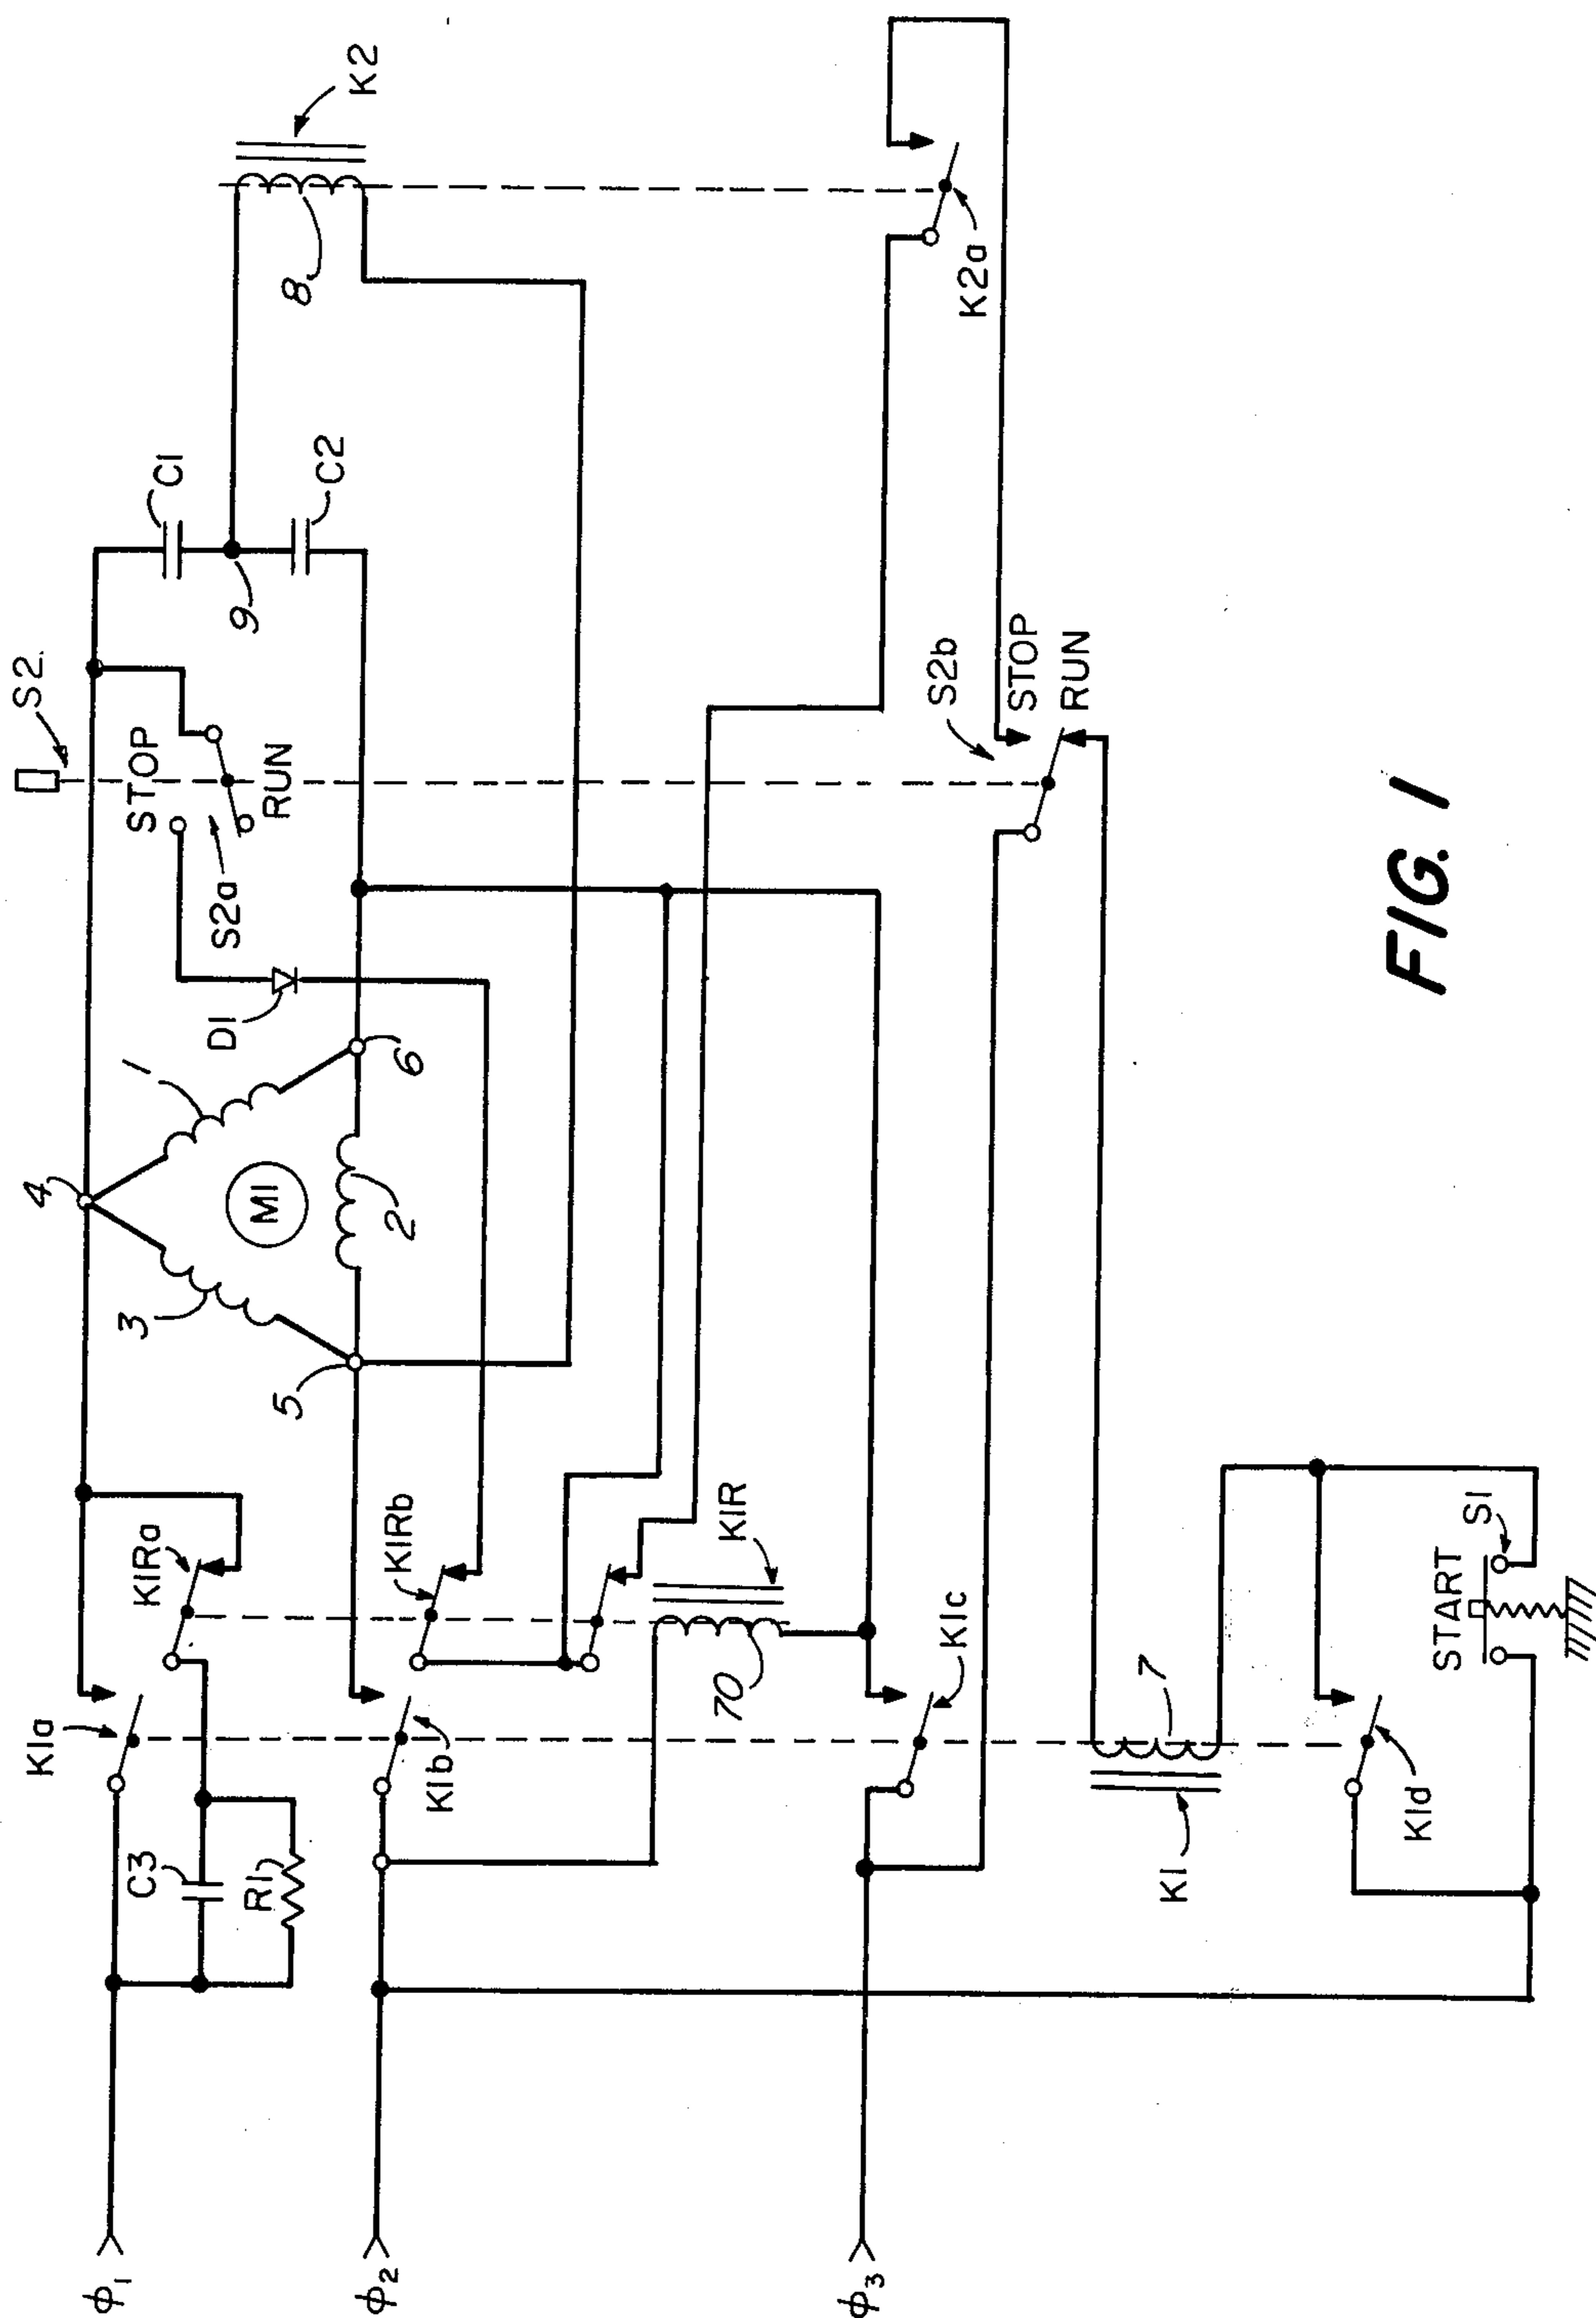 S2
STOP
S2a
RUN
C1
9
C2
8
K2
4
1
3
M1
2
5
6
D1
K1a
K1Ra
C3
R1
K1b
K1Rb
K1R
70
K1c
K2a
S2b
STOP
RUN
7
K1
K1d
START
S1
ϕ1
ϕ2
ϕ3
FIG. 1